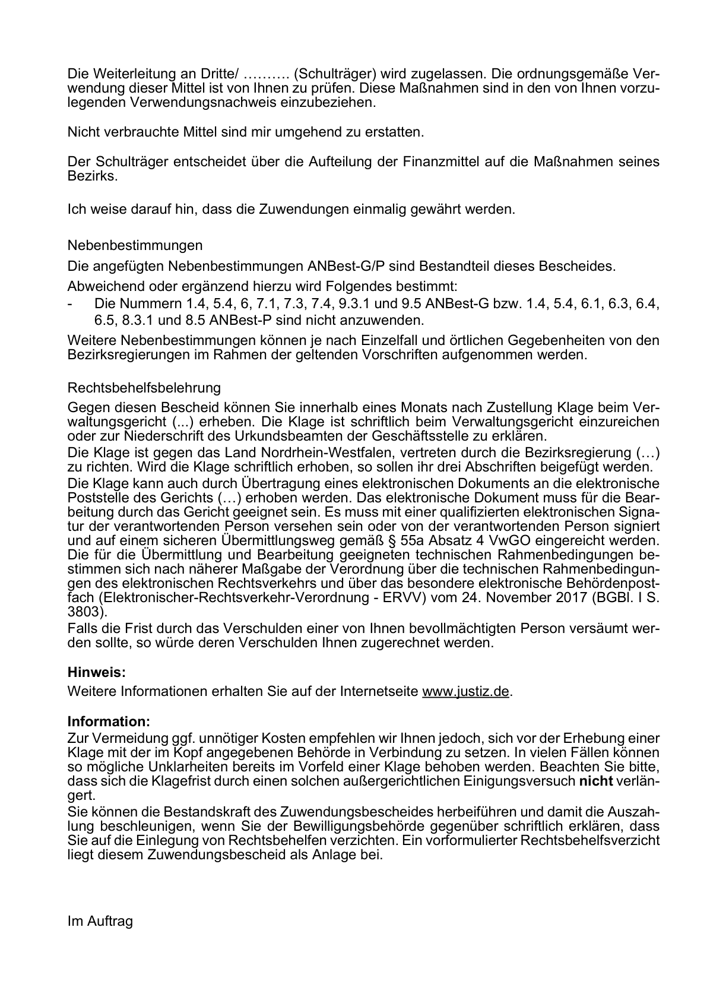 Die Weiterleitung an Dritte/ ………. (Schulträger) wird zugelassen. Die ordnungsgemäße Ver-
wendung dieser Mittel ist von Ihnen zu prüfen. Diese Maßnahmen sind in den von Ihnen vorzu-
legenden Verwendungsnachweis einzubeziehen.
Nicht verbrauchte Mittel sind mir umgehend zu erstatten.
Der Schulträger entscheidet über die Aufteilung der Finanzmittel auf die Maßnahmen seines
Bezirks.
Ich weise darauf hin, dass die Zuwendungen einmalig gewährt werden.
Nebenbestimmungen
Die angefügten Nebenbestimmungen ANBest-G/P sind Bestandteil dieses Bescheides.
Abweichend oder ergänzend hierzu wird Folgendes bestimmt:
- Die Nummern 1.4, 5.4, 6, 7.1, 7.3, 7.4, 9.3.1 und 9.5 ANBest-G bzw. 1.4, 5.4, 6.1, 6.3, 6.4,
6.5, 8.3.1 und 8.5 ANBest-P sind nicht anzuwenden.
Weitere Nebenbestimmungen können je nach Einzelfall und örtlichen Gegebenheiten von den
Bezirksregierungen im Rahmen der geltenden Vorschriften aufgenommen werden.
Rechtsbehelfsbelehrung
Gegen diesen Bescheid können Sie innerhalb eines Monats nach Zustellung Klage beim Ver-
waltungsgericht (...) erheben. Die Klage ist schriftlich beim Verwaltungsgericht einzureichen
oder zur Niederschrift des Urkundsbeamten der Geschäftsstelle zu erklären.
Die Klage ist gegen das Land Nordrhein-Westfalen, vertreten durch die Bezirksregierung (…)
zu richten. Wird die Klage schriftlich erhoben, so sollen ihr drei Abschriften beigefügt werden.
Die Klage kann auch durch Übertragung eines elektronischen Dokuments an die elektronische
Poststelle des Gerichts (…) erhoben werden. Das elektronische Dokument muss für die Bear-
beitung durch das Gericht geeignet sein. Es muss mit einer qualifizierten elektronischen Signa-
tur der verantwortenden Person versehen sein oder von der verantwortenden Person signiert
und auf einem sicheren Übermittlungsweg gemäß § 55a Absatz 4 VwGO eingereicht werden.
Die für die Übermittlung und Bearbeitung geeigneten technischen Rahmenbedingungen be-
stimmen sich nach näherer Maßgabe der Verordnung über die technischen Rahmenbedingun-
gen des elektronischen Rechtsverkehrs und über das besondere elektronische Behördenpost-
fach (Elektronischer-Rechtsverkehr-Verordnung - ERVV) vom 24. November 2017 (BGBl. I S.
3803).
Falls die Frist durch das Verschulden einer von Ihnen bevollmächtigten Person versäumt wer-
den sollte, so würde deren Verschulden Ihnen zugerechnet werden.
Hinweis:
Weitere Informationen erhalten Sie auf der Internetseite www.justiz.de.
Information:
Zur Vermeidung ggf. unnötiger Kosten empfehlen wir Ihnen jedoch, sich vor der Erhebung einer
Klage mit der im Kopf angegebenen Behörde in Verbindung zu setzen. In vielen Fällen können
so mögliche Unklarheiten bereits im Vorfeld einer Klage behoben werden. Beachten Sie bitte,
dass sich die Klagefrist durch einen solchen außergerichtlichen Einigungsversuch nicht verlän-
gert.
Sie können die Bestandskraft des Zuwendungsbescheides herbeiführen und damit die Auszah-
lung beschleunigen, wenn Sie der Bewilligungsbehörde gegenüber schriftlich erklären, dass
Sie auf die Einlegung von Rechtsbehelfen verzichten. Ein vorformulierter Rechtsbehelfsverzicht
liegt diesem Zuwendungsbescheid als Anlage bei.
Im Auftrag